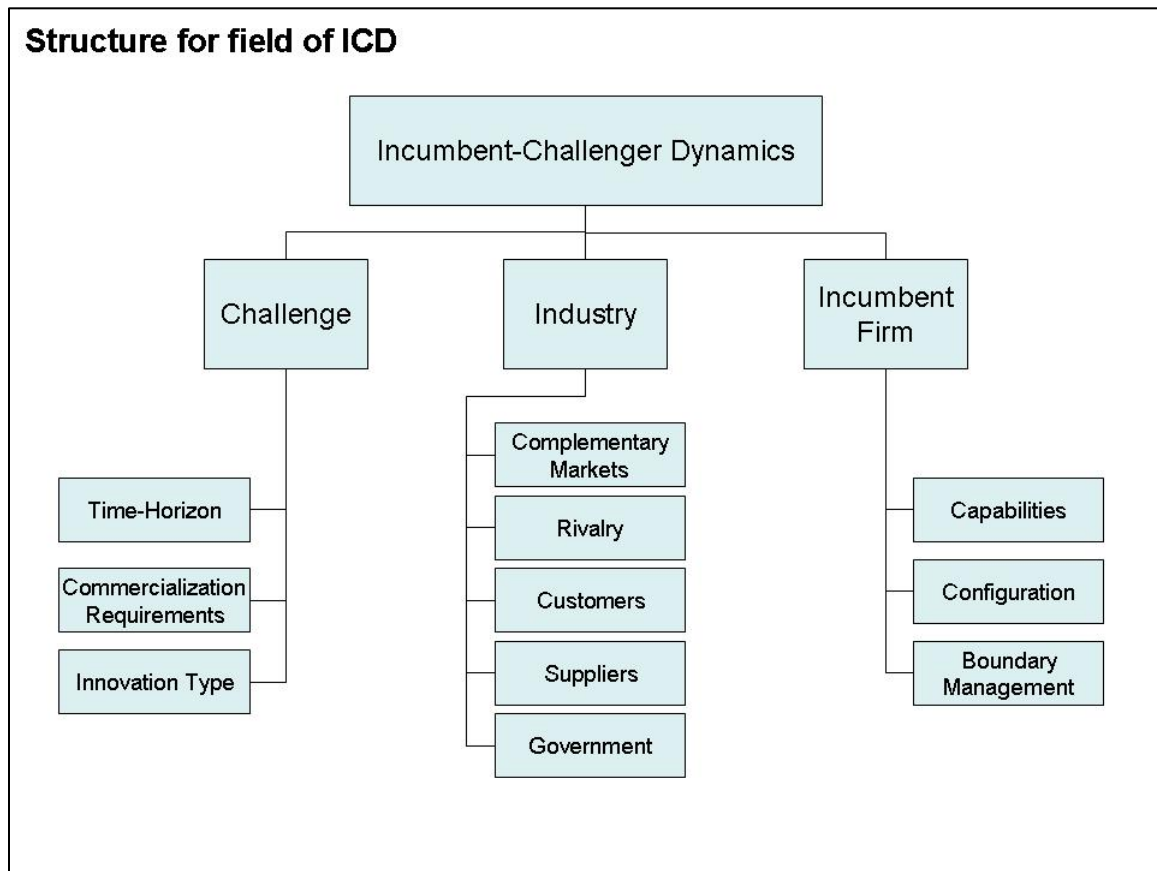 Structure for field of ICD
Incumbent-Challenger Dynamics
Challenge
Industry
Incumbent
Firm
Time-Horizon
Commercialization
Requirements
Innovation Type
Complementary
Markets
Rivalry
Customers
Suppliers
Government
Capabilities
Configuration
Boundary
Management